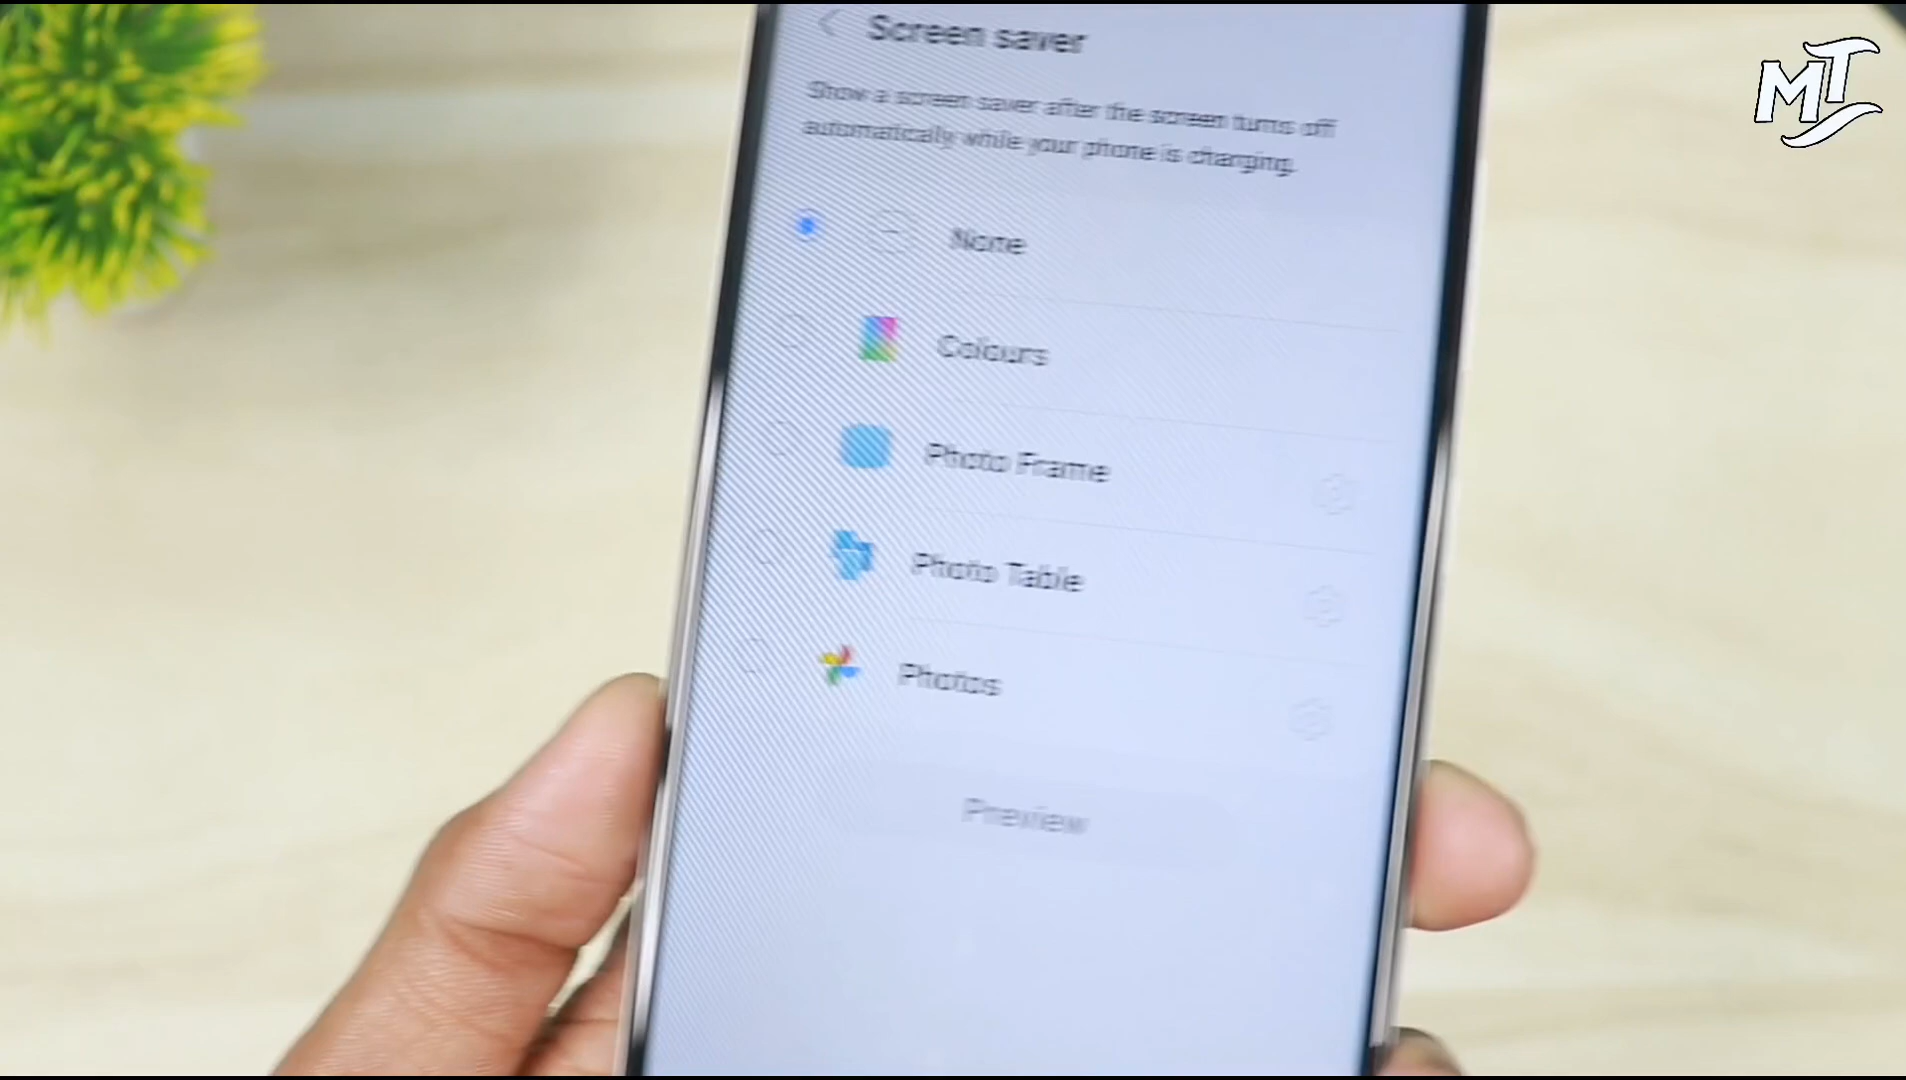 MT
Screen saver
Show a screen saver after the screen turns off
automatically while your phone is charging.
None
Colours
Photo Frame
Photo Table
Photos
Preview